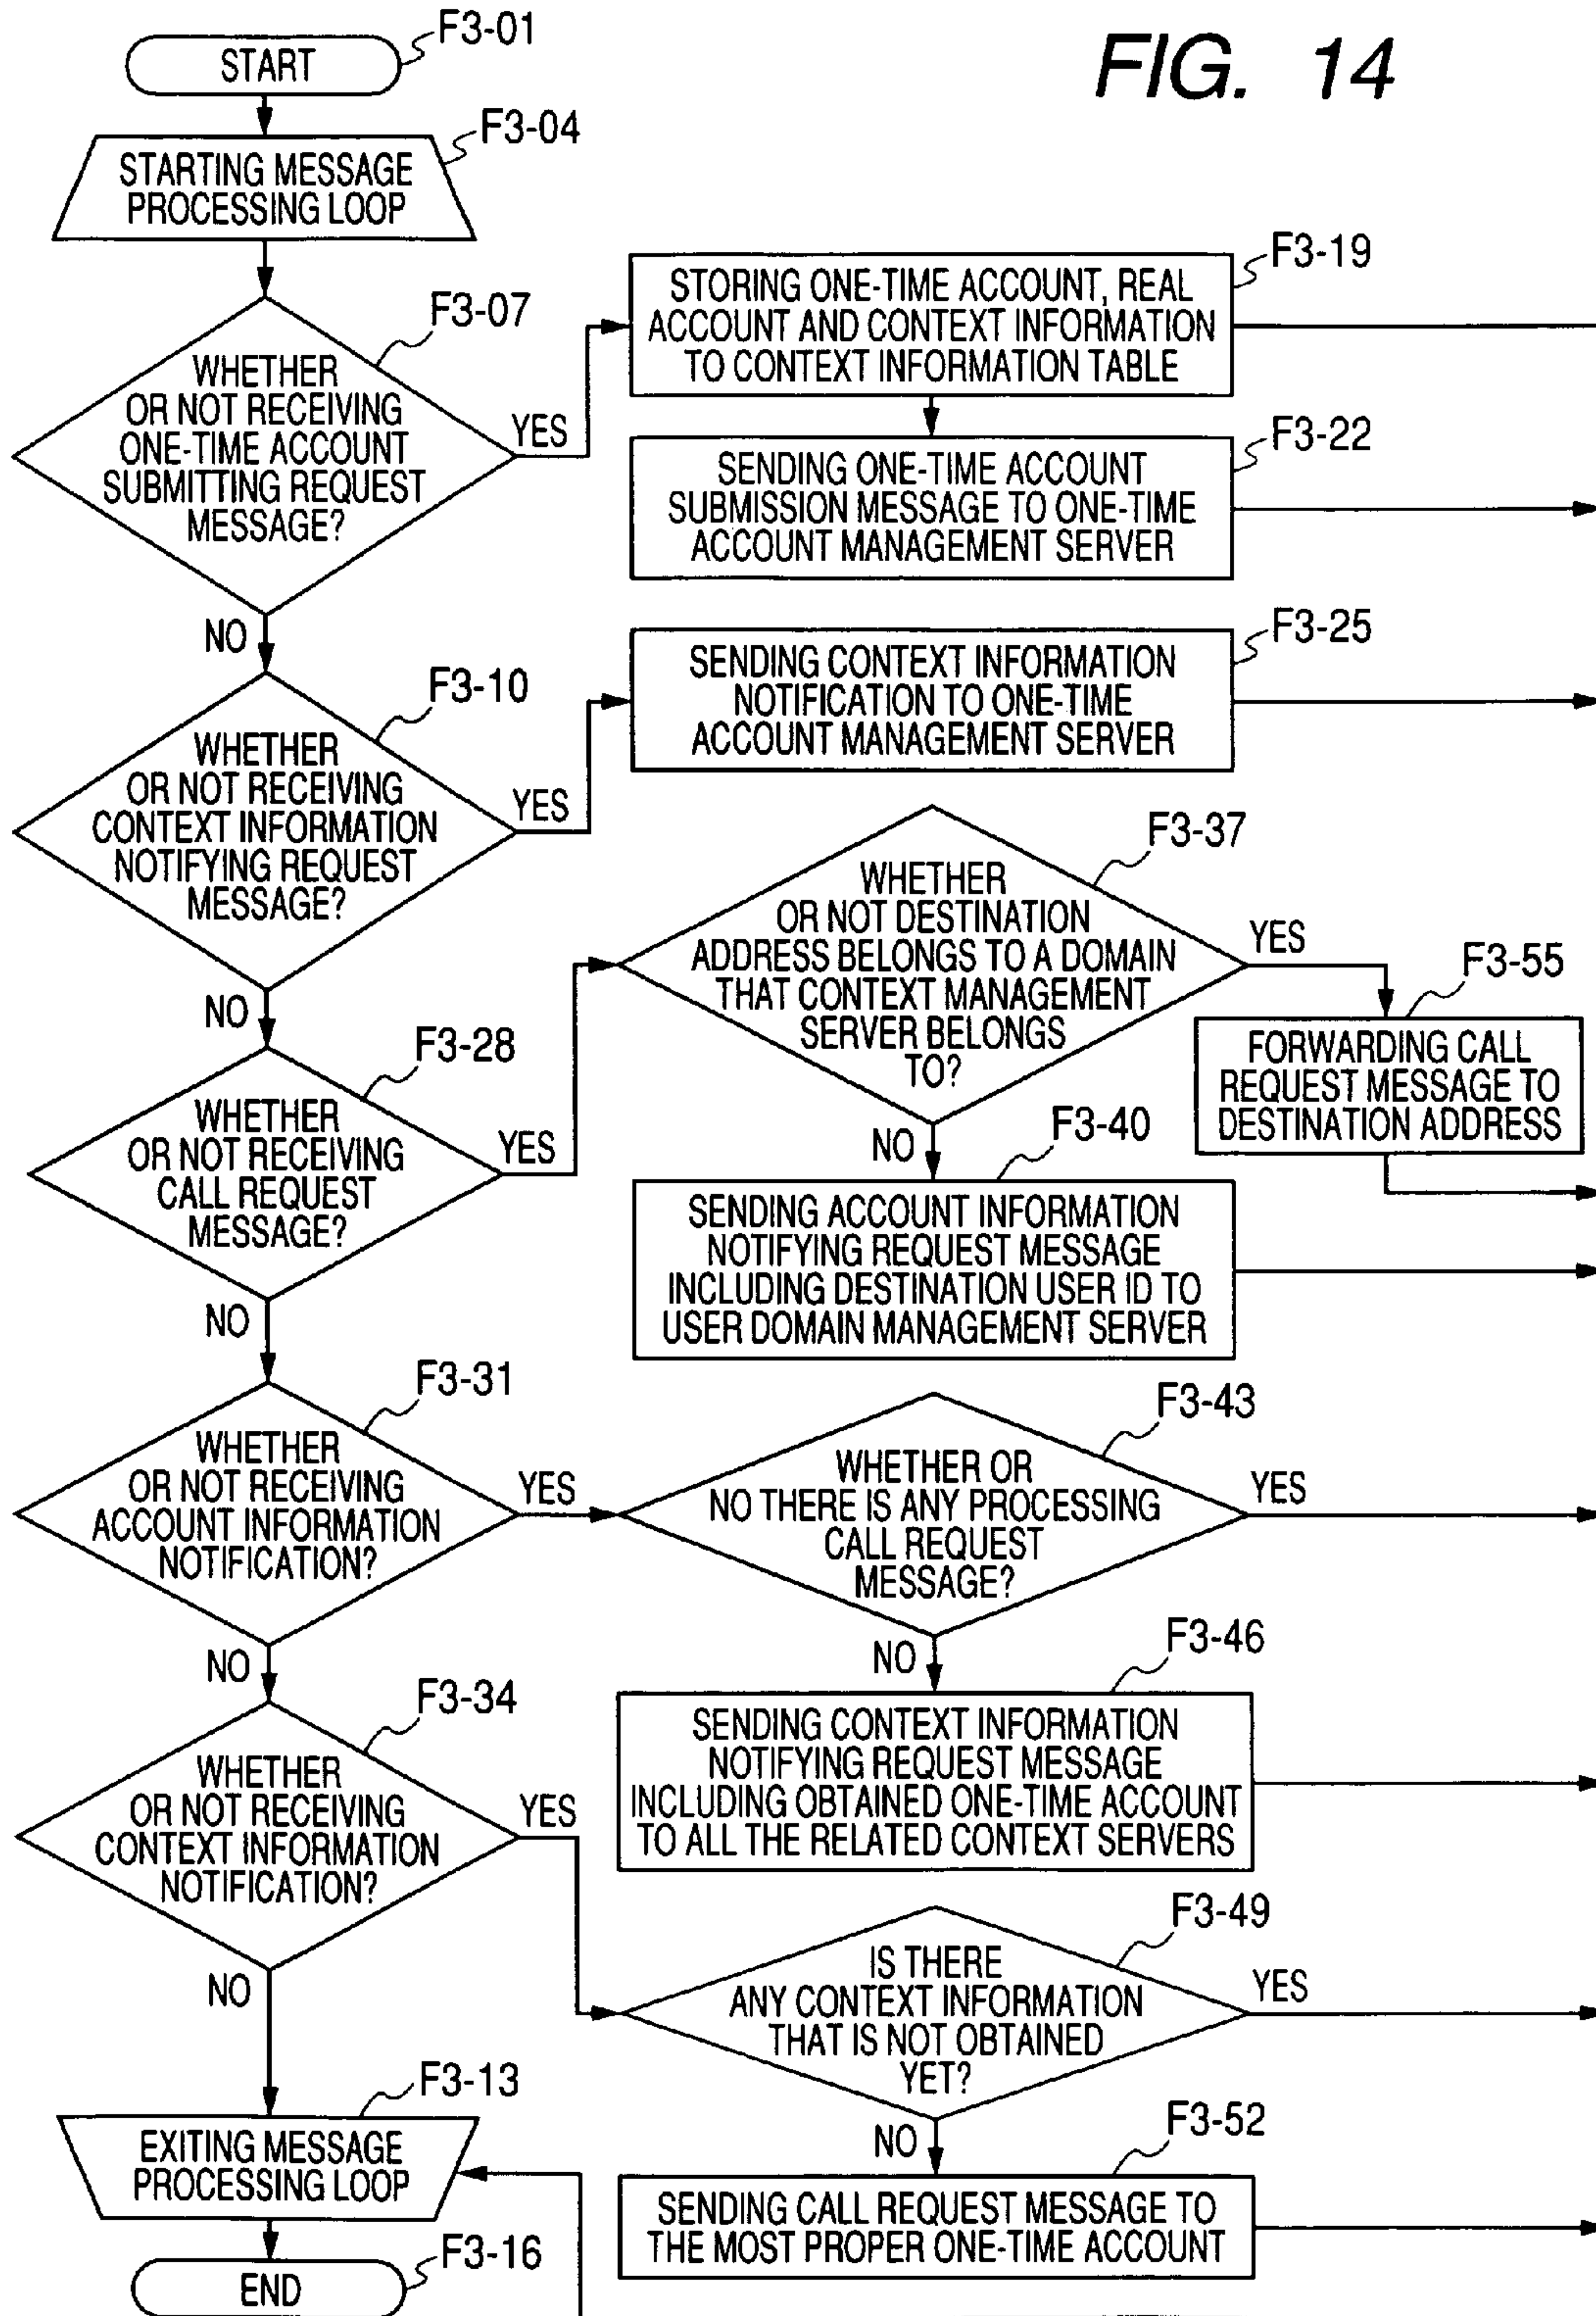 FIG. 14
F3-01
START
F3-04
STARTING MESSAGE
PROCESSING LOOP
F3-07
WHETHER
OR NOT RECEIVING
ONE-TIME ACCOUNT
SUBMITTING REQUEST
MESSAGE?
YES
NO
F3-19
STORING ONE-TIME ACCOUNT, REAL
ACCOUNT AND CONTEXT INFORMATION
TO CONTEXT INFORMATION TABLE
F3-22
SENDING ONE-TIME ACCOUNT
SUBMISSION MESSAGE TO ONE-TIME
ACCOUNT MANAGEMENT SERVER
F3-10
WHETHER
OR NOT RECEIVING
CONTEXT INFORMATION
NOTIFYING REQUEST
MESSAGE?
YES
NO
F3-25
SENDING CONTEXT INFORMATION
NOTIFICATION TO ONE-TIME
ACCOUNT MANAGEMENT SERVER
F3-28
WHETHER
OR NOT RECEIVING
CALL REQUEST
MESSAGE?
YES
NO
F3-37
WHETHER
OR NOT DESTINATION
ADDRESS BELONGS TO A DOMAIN
THAT CONTEXT MANAGEMENT
SERVER BELONGS
TO?
YES
NO
F3-55
FORWARDING CALL
REQUEST MESSAGE TO
DESTINATION ADDRESS
F3-40
SENDING ACCOUNT INFORMATION
NOTIFYING REQUEST MESSAGE
INCLUDING DESTINATION USER ID TO
USER DOMAIN MANAGEMENT SERVER
F3-31
WHETHER
OR NOT RECEIVING
ACCOUNT INFORMATION
NOTIFICATION?
YES
NO
F3-43
WHETHER OR
NO THERE IS ANY PROCESSING
CALL REQUEST
MESSAGE?
YES
NO
F3-46
SENDING CONTEXT INFORMATION
NOTIFYING REQUEST MESSAGE
INCLUDING OBTAINED ONE-TIME ACCOUNT
TO ALL THE RELATED CONTEXT SERVERS
F3-34
WHETHER
OR NOT RECEIVING
CONTEXT INFORMATION
NOTIFICATION?
YES
NO
F3-49
IS THERE
ANY CONTEXT INFORMATION
THAT IS NOT OBTAINED
YET?
YES
NO
F3-52
SENDING CALL REQUEST MESSAGE TO
THE MOST PROPER ONE-TIME ACCOUNT
F3-13
EXITING MESSAGE
PROCESSING LOOP
F3-16
END